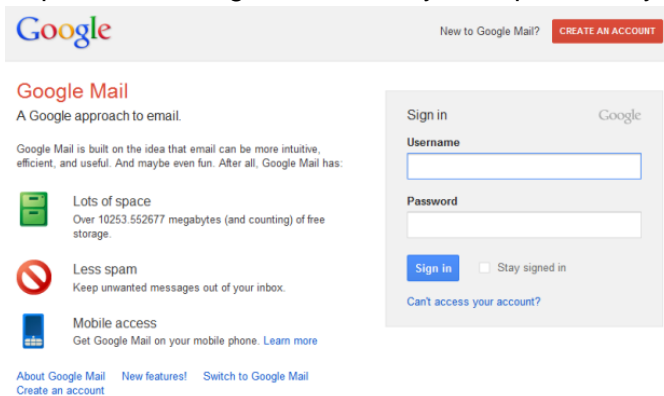 Google
New to Google Mail? CREATE AN ACCOUNT
Google Mail
A Google approach to email.
Google Mail is built on the idea that email can be more intuitive,
efficient, and useful. And maybe even fun. After all, Google Mail has:
Lots of space
Over 10253.552677 megabytes (and counting) of free
storage.
Less spam
Keep unwanted messages out of your inbox.
Mobile access
Get Google Mail on your mobile phone. Learn more
About Google Mail New features! Switch to Google Mail
Create an account
Sign in Google
Username
Password
Sign in Stay signed in
Can't access your account?